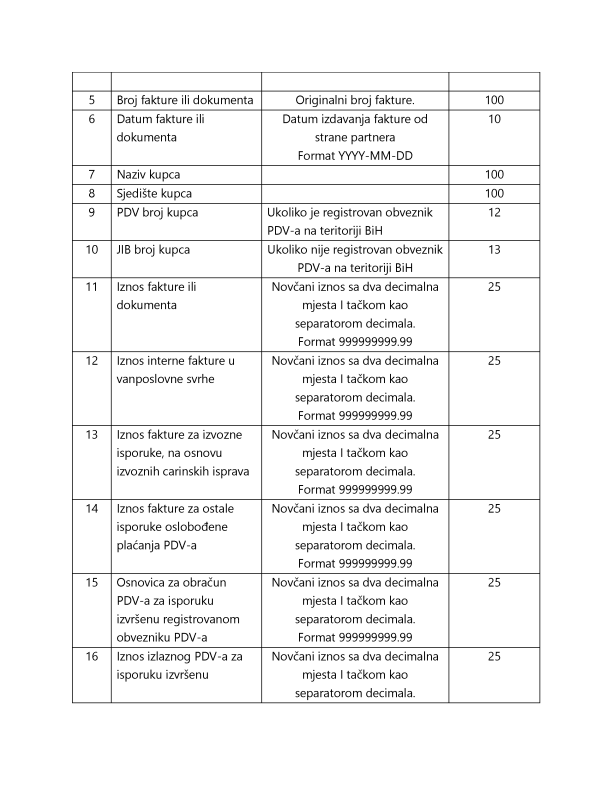 5 Broj fakture ili dokumenta Originalni broj fakture. 100
6 Datum fakture ili Datum izdavanja fakture od 10
dokumenta strane partnera
Format YYYY-MM-DD
7 Naziv kupca 100
8 Sjedište kupca 100
9 PDV broj kupca Ukoliko je registrovan obveznik 12
PDV-a na teritoriji BiH
10 JIB broj kupca Ukoliko nije registrovan obveznik 13
PDV-a na teritoriji BiH
11 Iznos fakture ili Novčani iznos sa dva decimalna 25
dokumenta mjesta I tačkom kao
separatorom decimala.
Format 999999999.99
12 Iznos interne fakture u Novčani iznos sa dva decimalna 25
vanposlovne svrhe mjesta I tačkom kao
separatorom decimala.
Format 999999999.99
13 Iznos fakture za izvozne Novčani iznos sa dva decimalna 25
isporuke, na osnovu mjesta I tačkom kao
izvoznih carinskih isprava separatorom decimala.
Format 999999999.99
14 Iznos fakture za ostale Novčani iznos sa dva decimalna 25
isporuke oslobođene mjesta I tačkom kao
plaćanja PDV-a separatorom decimala.
Format 999999999.99
15 Osnovica za obračun Novčani iznos sa dva decimalna 25
PDV-a za isporuku mjesta I tačkom kao
izvršenu registrovanom separatorom decimala.
obvezniku PDV-a Format 999999999.99
16 Iznos izlaznog PDV-a za Novčani iznos sa dva decimalna 25
isporuku izvršenu mjesta I tačkom kao
separatorom decimala.